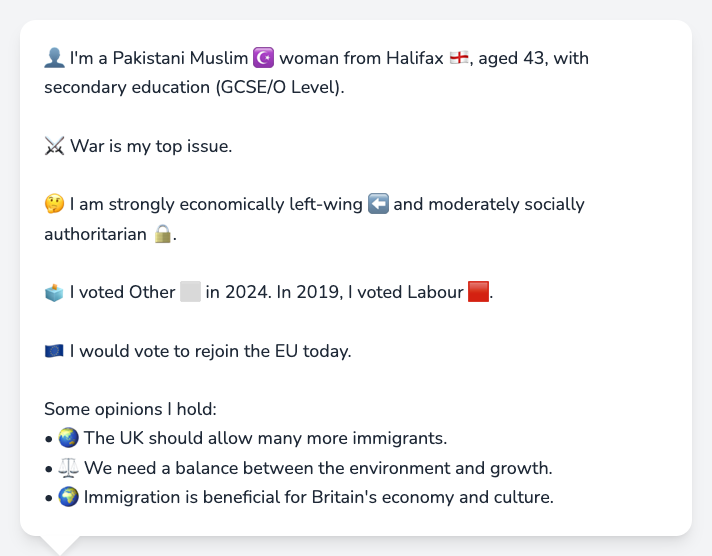 👤 I'm a Pakistani Muslim ☪️ woman from Halifax 🏴󠁧󠁢󠁥󠁮󠁧󠁿, aged 43, with
secondary education (GCSE/O Level).
⚔️ War is my top issue.
🤔 I am strongly economically left-wing ⬅️ and moderately socially
authoritarian 🔒.
🗳️ I voted Other ⬜ in 2024. In 2019, I voted Labour 🟥.
🇪🇺 I would vote to rejoin the EU today.
Some opinions I hold:
• 🌏 The UK should allow many more immigrants.
• ⚖️ We need a balance between the environment and growth.
• 🌍 Immigration is beneficial for Britain's economy and culture.